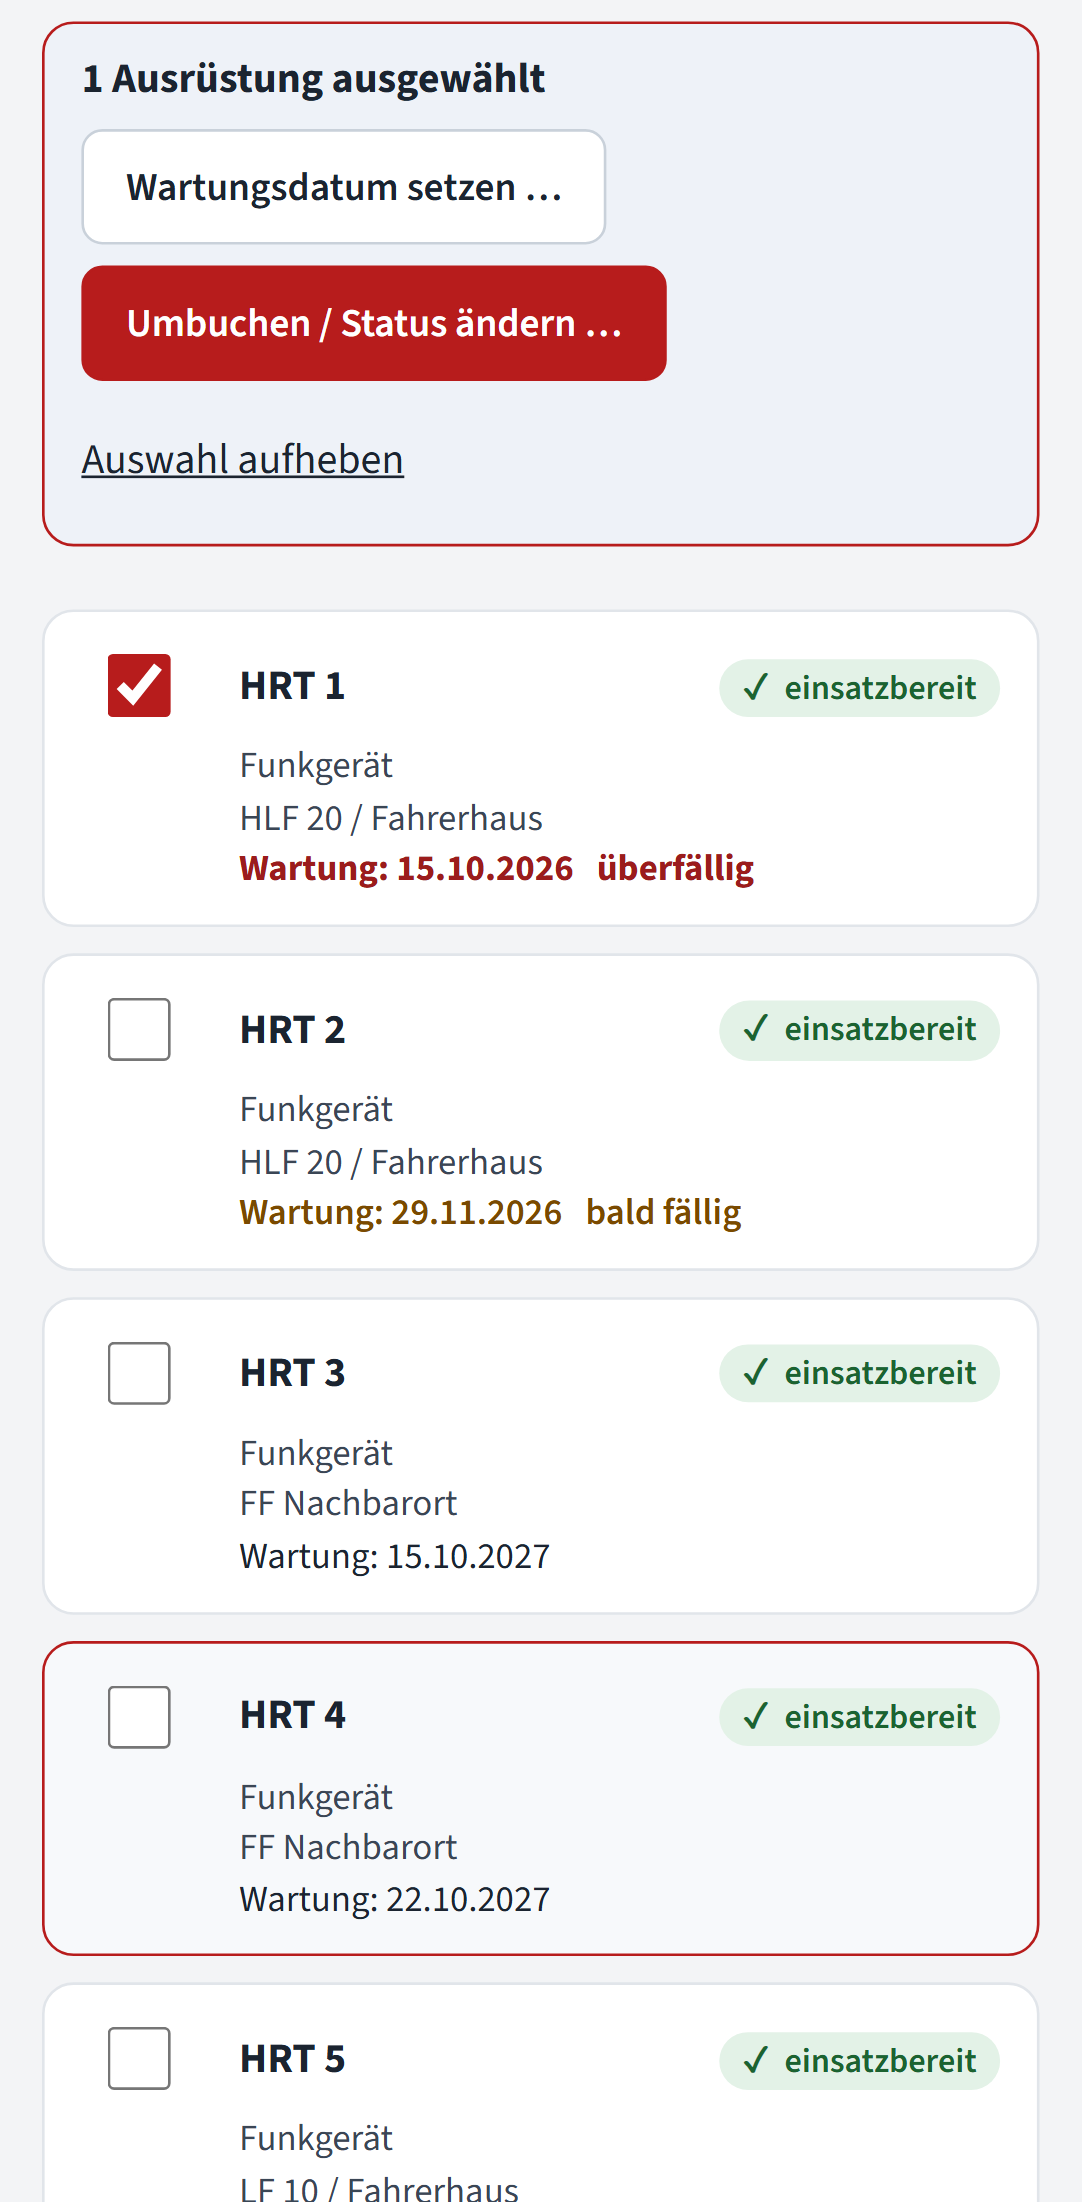 1 Ausrüstung ausgewählt
Wartungsdatum setzen …
Umbuchen / Status ändern …
Auswahl aufheben
HRT 1 ✓ einsatzbereit
Funkgerät
HLF 20 / Fahrerhaus
Wartung: 15.10.2026 überfällig
HRT 2 ✓ einsatzbereit
Funkgerät
HLF 20 / Fahrerhaus
Wartung: 29.11.2026 bald fällig
HRT 3 ✓ einsatzbereit
Funkgerät
FF Nachbarort
Wartung: 15.10.2027
HRT 4 ✓ einsatzbereit
Funkgerät
FF Nachbarort
Wartung: 22.10.2027
HRT 5 ✓ einsatzbereit
Funkgerät
LF 10 / Fahrerhaus